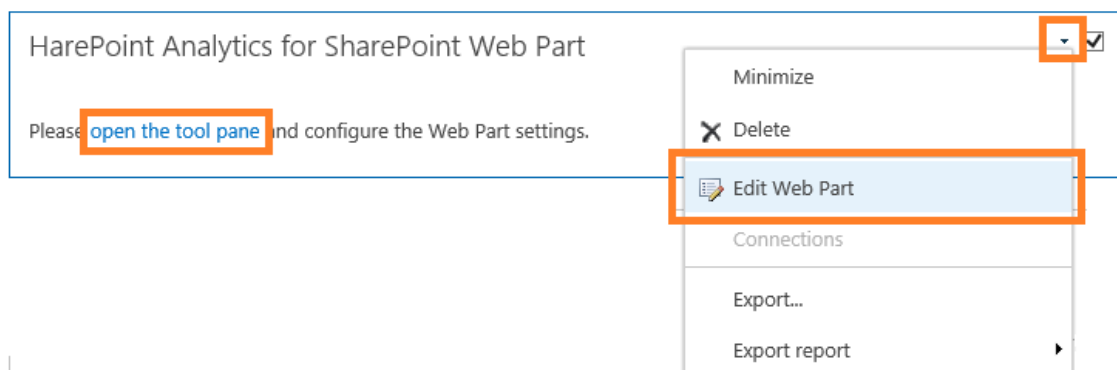 HarePoint Analytics for SharePoint Web Part
Please open the tool pane and configure the Web Part settings.
Minimize
Delete
Edit Web Part
Connections
Export...
Export report